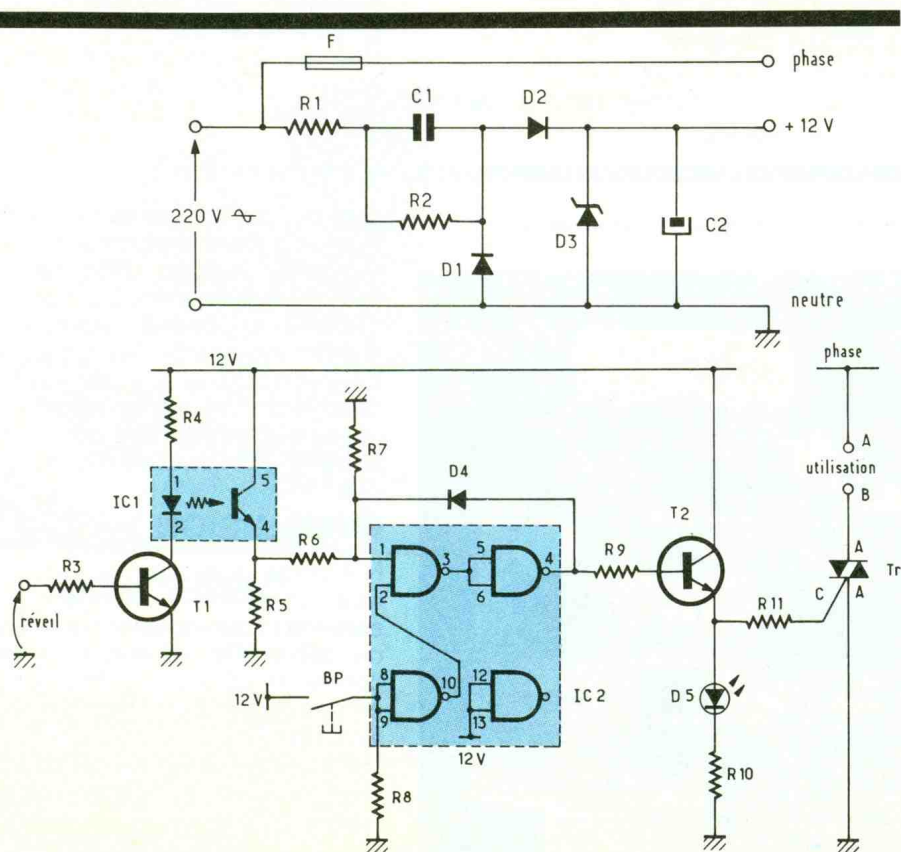 F
phase
R1
C1
D2
+ 12 V
R2
220 V
D3
C2
D1
neutre
12 V
phase
R4
R7
A
utilisation
D4
B
1
5
IC1
T2
A
2
4
R6
1
3
5
4
R9
Tr
2
6
R3
C
A
T1
R5
R11
réveil
BP
8
10
12
IC2
12 V
9
13
D5
12 V
R8
R10